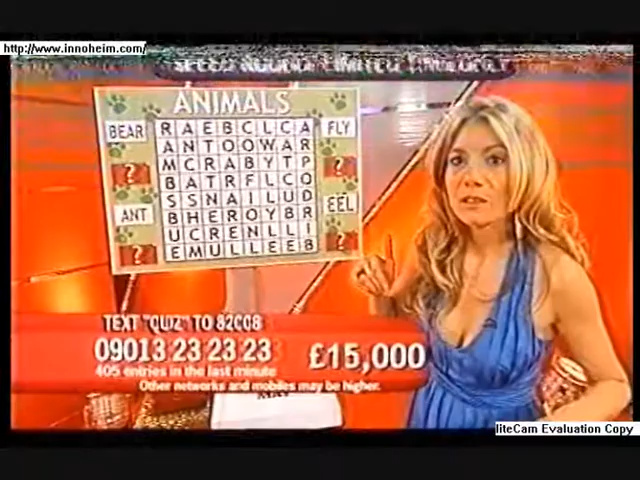 http://www.innoheim.com/
ANIMALS
BEAR
RAEBCLCA
FLY
ANTOOWAR
?
MCRABYTP
?
BATRFLCO
ANT
SSNAILUD
EEL
BHEROYBR
?
UCRENLLI
?
EMULLEEB
TEXT "QUIZ" TO 82008
09013 23 23 23
£15,000
405 entries in the last minute
Other networks and mobiles may be higher.
liteCam Evaluation Copy